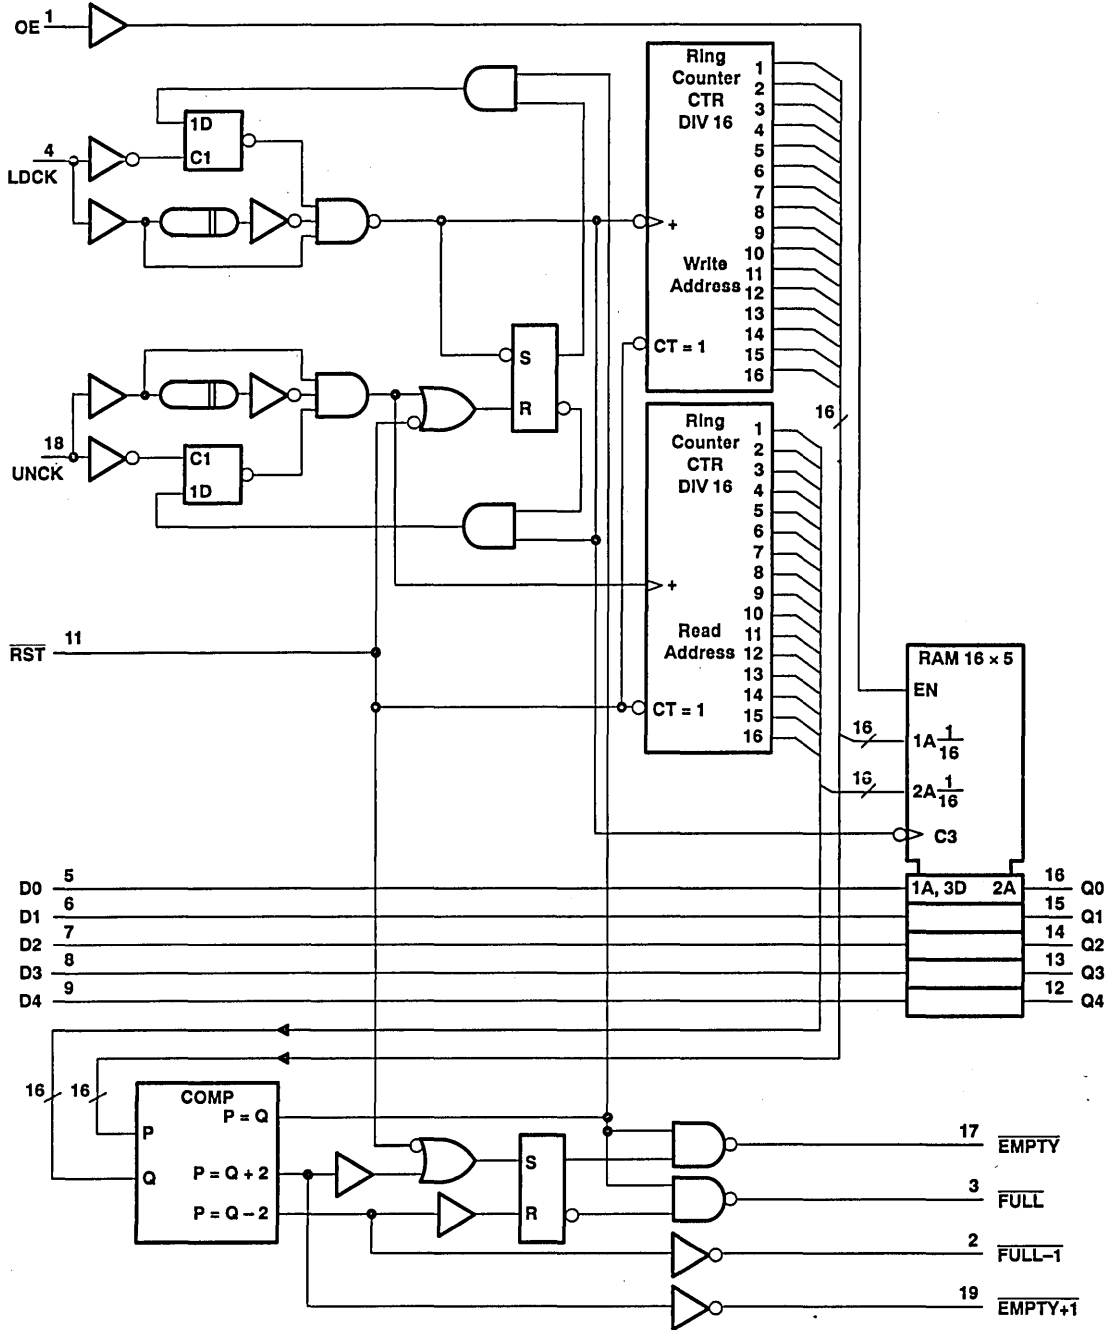 OE 1
Ring
Counter
CTR
DIV 16
1
2
3
4
5
6
7
8
9
10
11
12
13
14
15
16
+
Write
Address
CT = 1
1D
C1
4
LDCK
S
R
18
UNCK
C1
1D
16
Ring
Counter
CTR
DIV 16
1
2
3
4
5
6
7
8
9
10
11
12
13
14
15
16
+
Read
Address
CT = 1
RST 11
RAM 16 × 5
EN
16 1A 1/16
16 2A 1/16
C3
D0 5 1A, 3D 2A 16 Q0
D1 6 15 Q1
D2 7 14 Q2
D3 8 13 Q3
D4 9 12 Q4
16 16
COMP
P = Q
P
Q
P = Q + 2
P = Q – 2
S
R
17 EMPTY
3 FULL
2 FULL–1
19 EMPTY+1